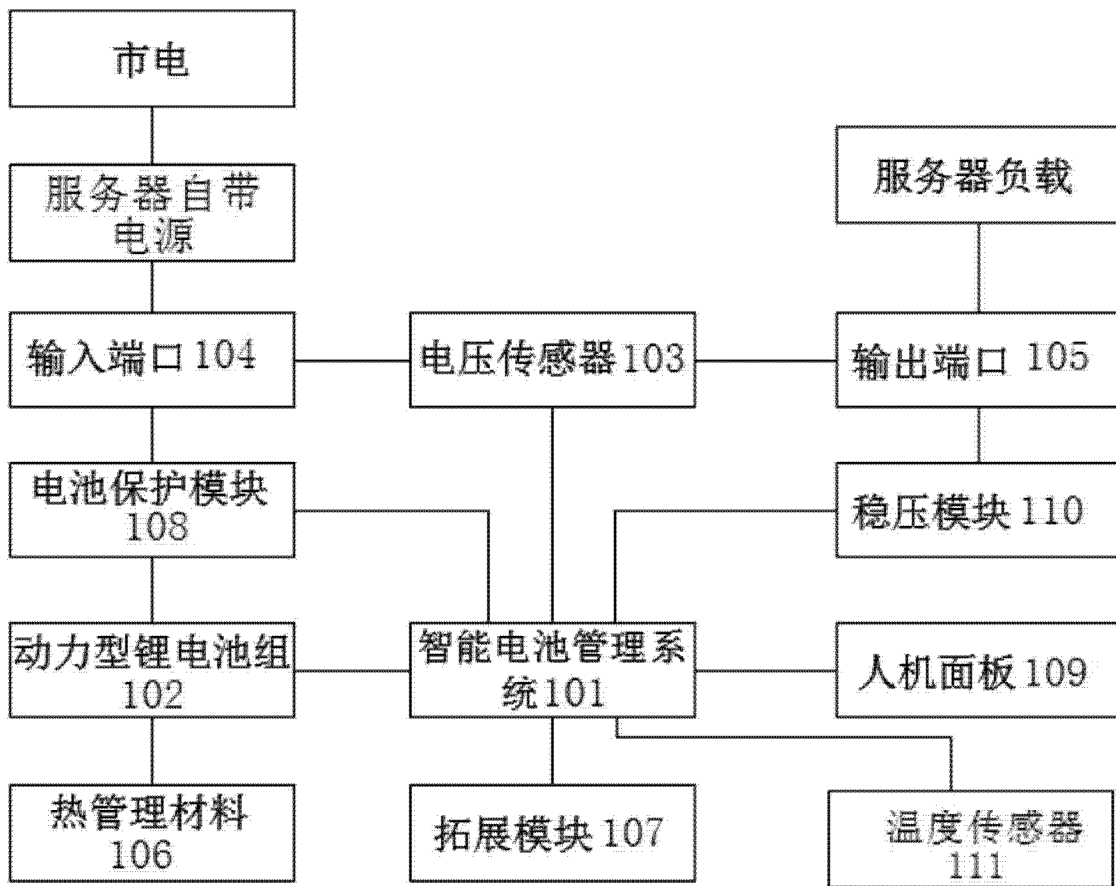 市电
服务器自带
电源
服务器负载
输入端口 104
电压传感器 103
输出端口 105
电池保护模块
108
稳压模块 110
动力型锂电池组
102
智能电池管理系
统 101
人机面板 109
热管理材料
106
拓展模块 107
温度传感器
111